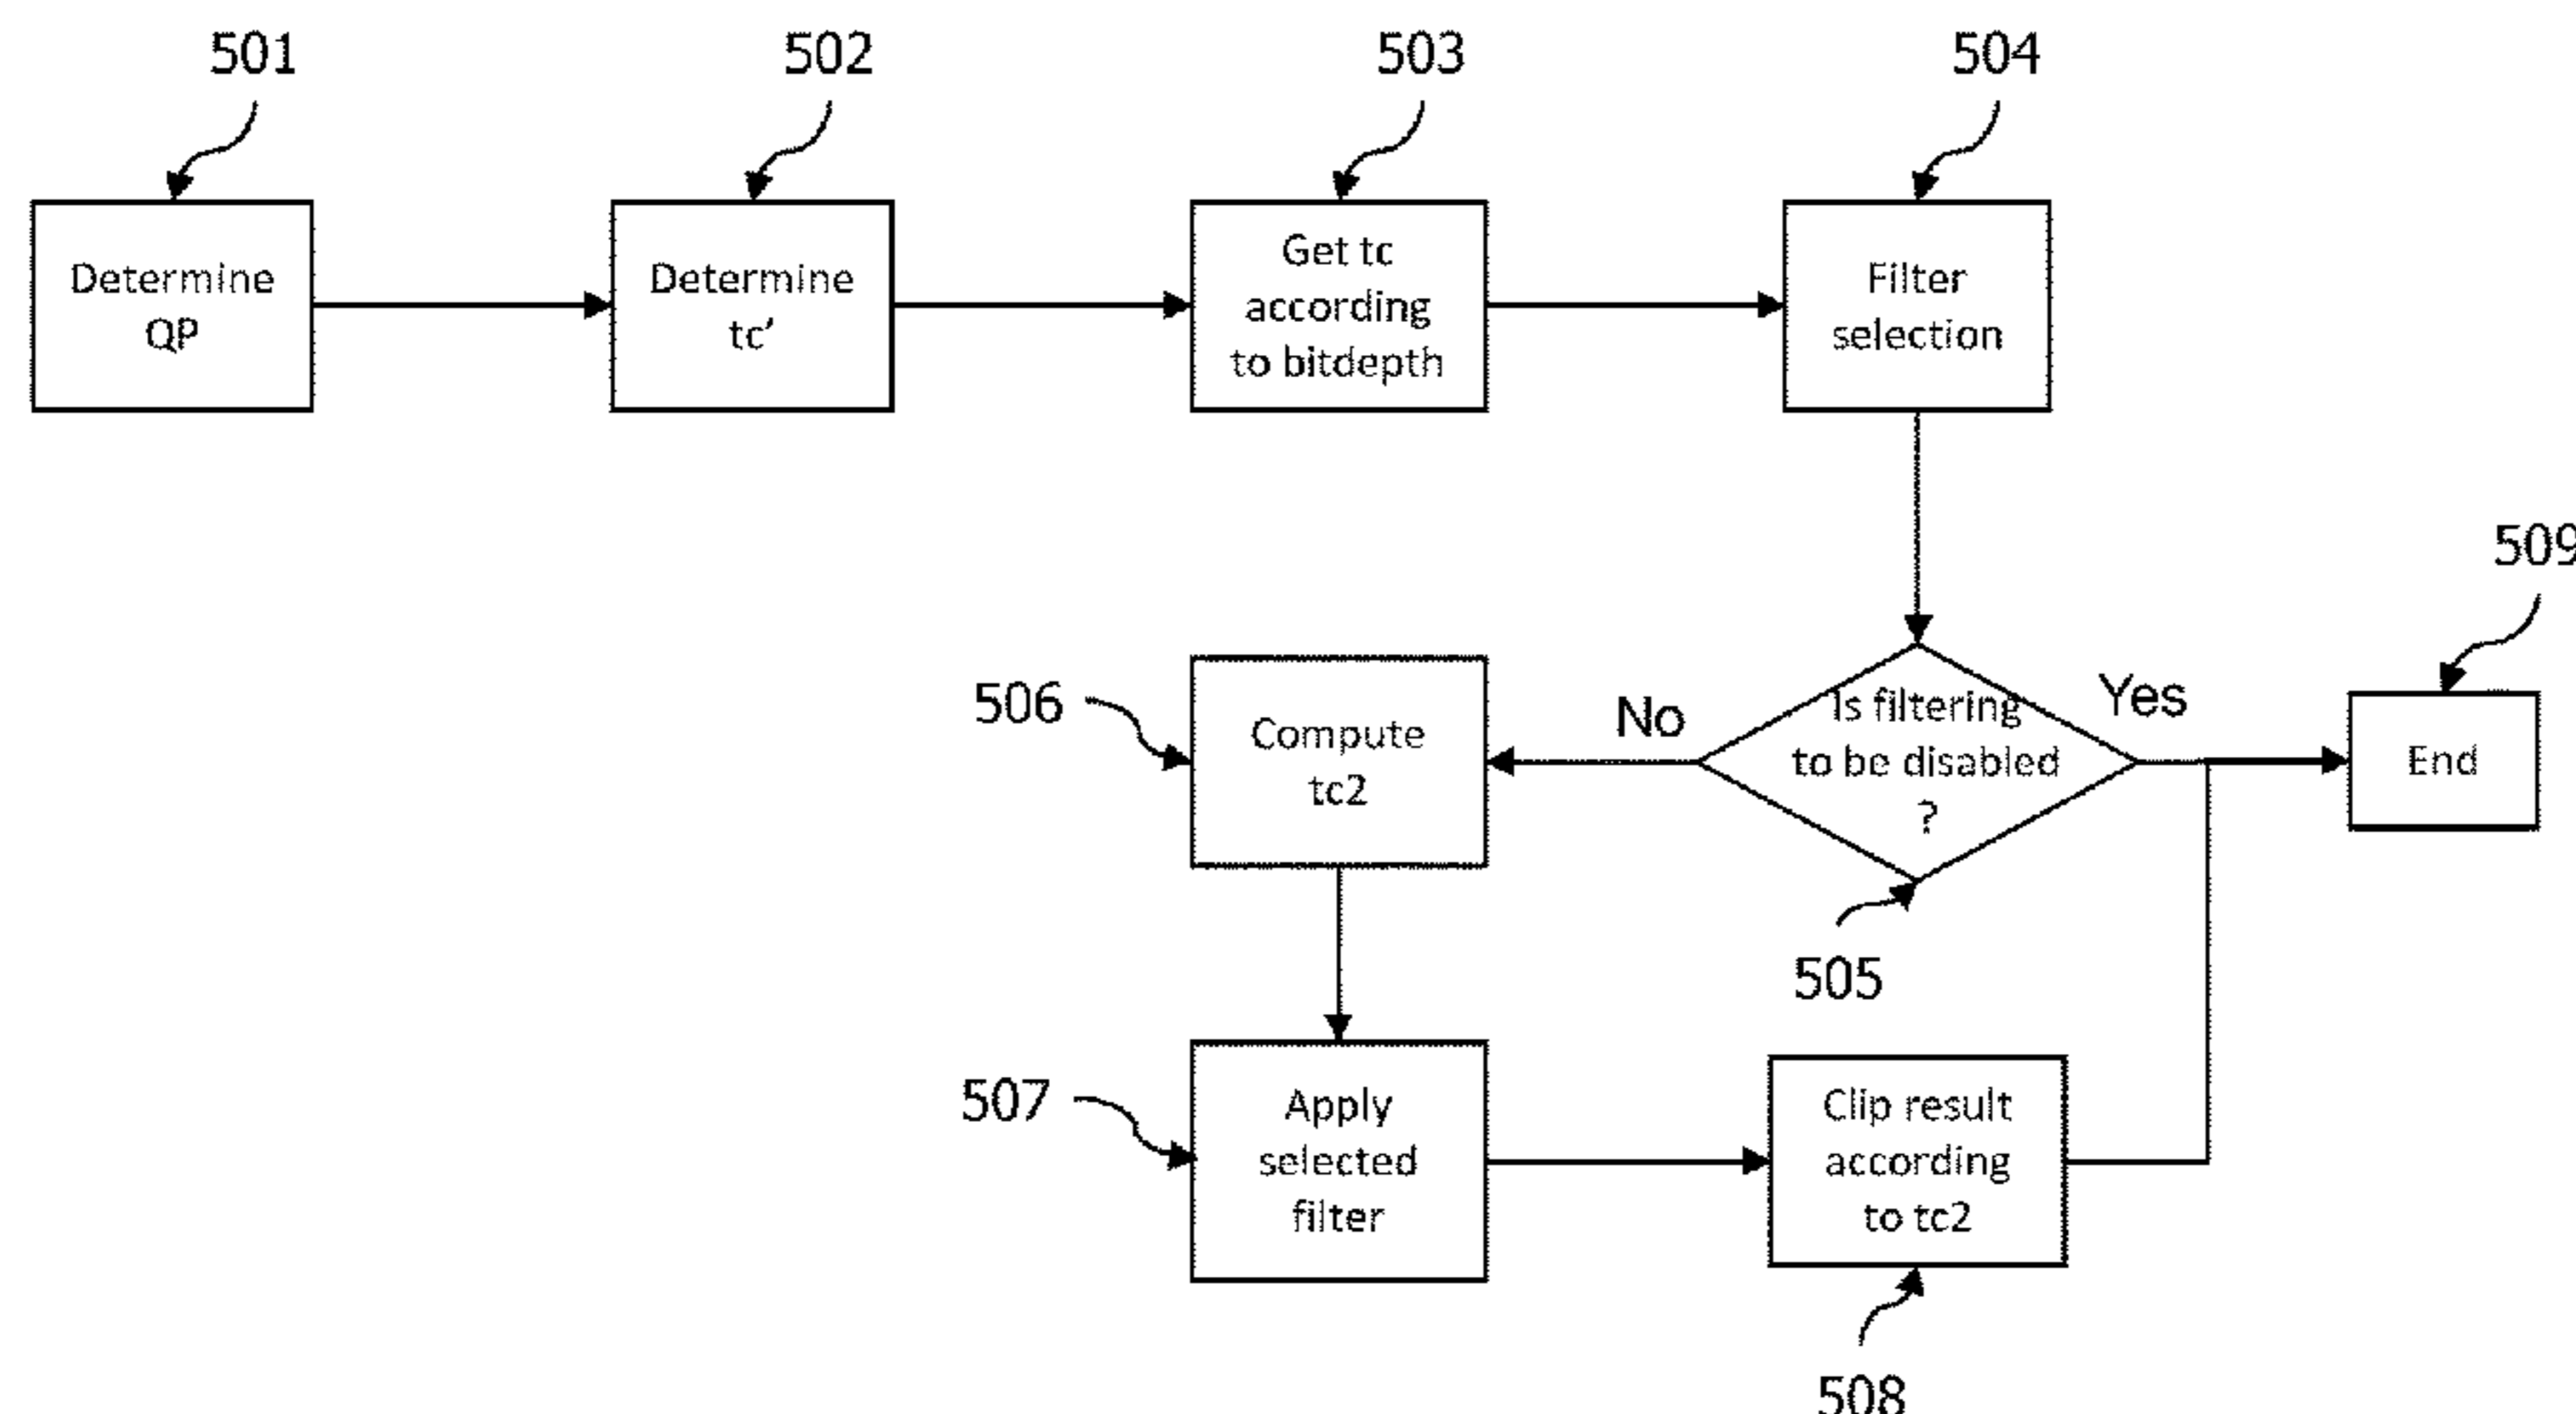 501
502
503
504
Determine
QP
Determine
tc’
Get tc
according
to bitdepth
Filter
selection
509
506
Compute
tc2
No
Is filtering
to be disabled
?
Yes
End
505
507
Apply
selected
filter
Clip result
according
to tc2
508